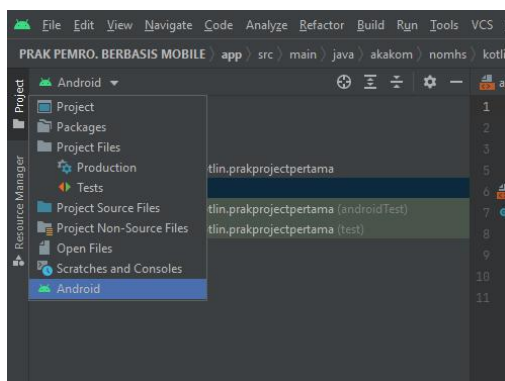 File Edit View Navigate Code Analyze Refactor Build Run Tools VCS
PRAK PEMRO. BERBASIS MOBILE app src main java akakom nomhs kotli
Project
Resource Manager
Android
Project
Packages
Project Files
Production
Tests
Project Source Files
Project Non-Source Files
Open Files
Scratches and Consoles
Android
tlin.prakprojectpertama
tlin.prakprojectpertama (androidTest)
tlin.prakprojectpertama (test)
a
1
2
3
5
6
7
8
9
10
11